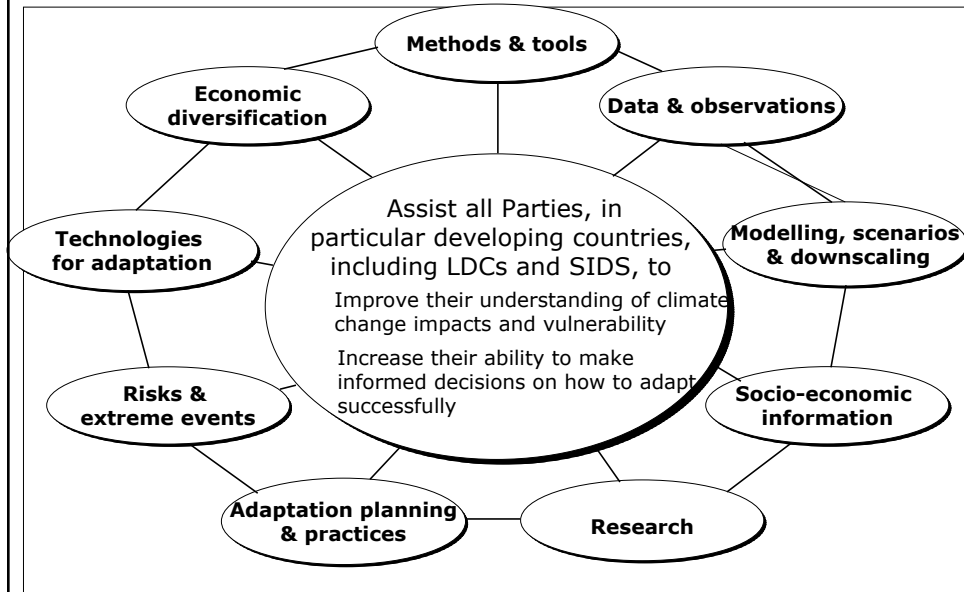 Methods & tools
Economic
diversification
Data & observations
Assist all Parties, in
particular developing countries,
including LDCs and SIDS, to
Improve their understanding of climate
change impacts and vulnerability
Increase their ability to make
informed decisions on how to adapt
successfully
Technologies
for adaptation
Modelling, scenarios
& downscaling
Risks &
extreme events
Socio-economic
information
Adaptation planning
& practices
Research